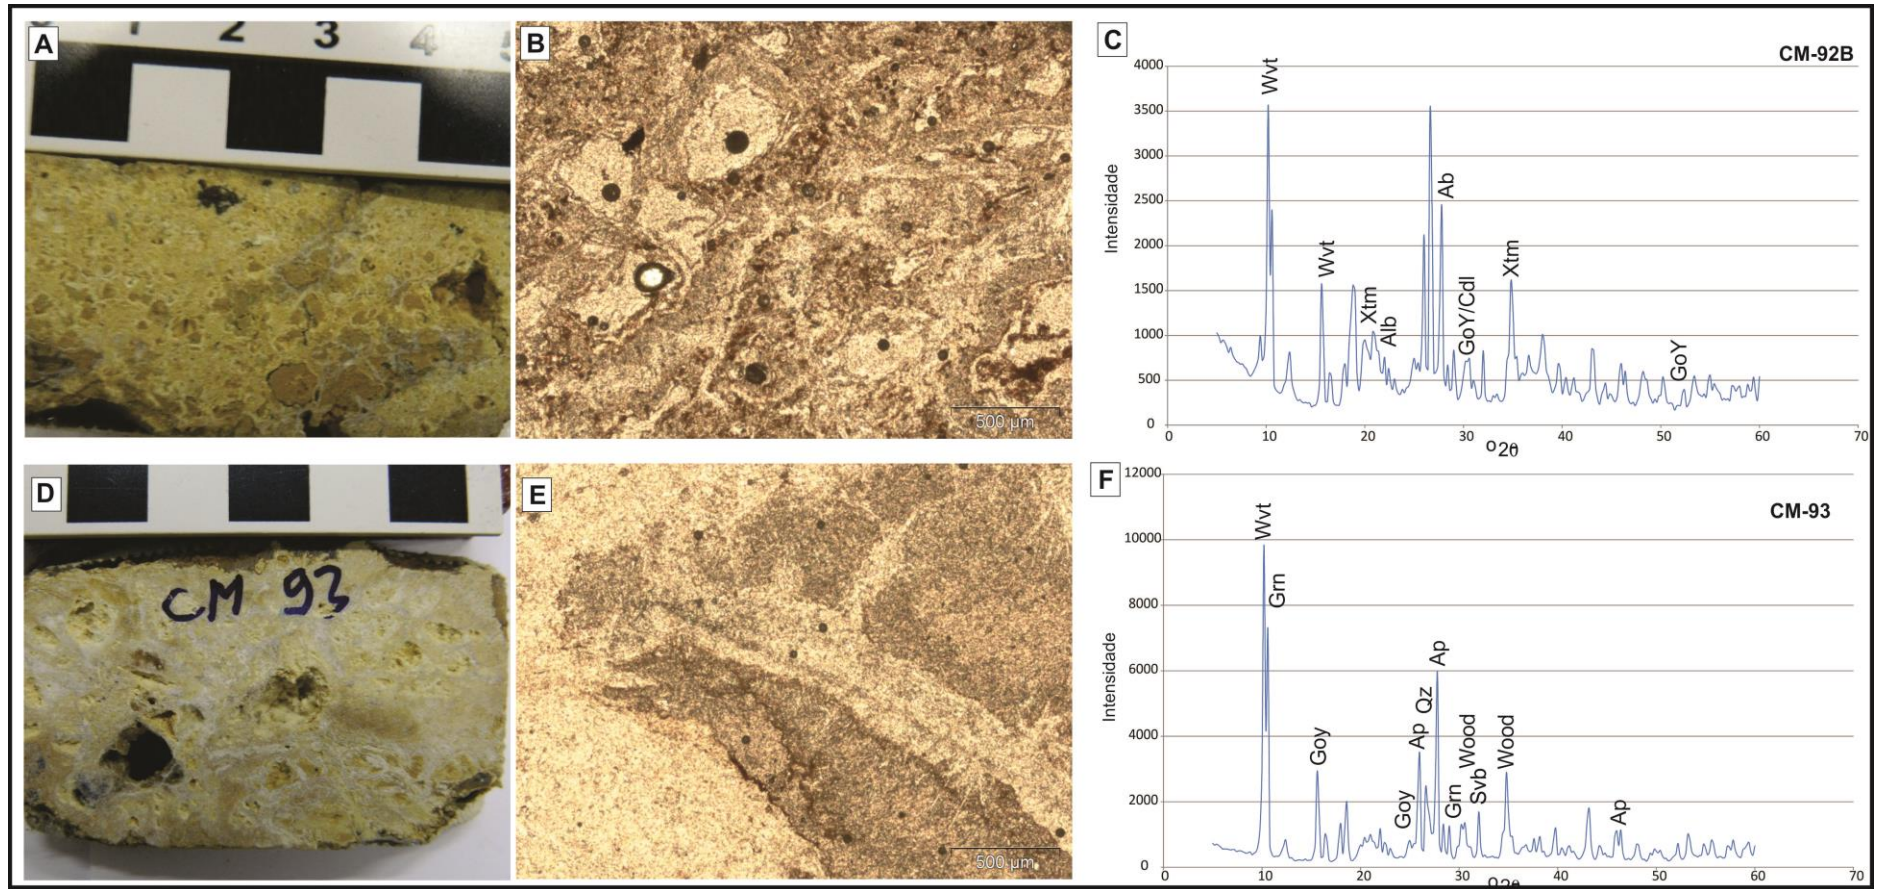 A
1 2 3 4 5
B
500 µm
C
CM-92B
4000
3500
3000
2500
2000
1500
1000
500
0
Intensidade
Wvt
Wvt
Xtm
Alb
Ab
GoY/Cdl
Xtm
GoY
0 10 20 30 40 50 60 70
o2θ
D
CM 93
E
500 µm
F
CM-93
12000
10000
8000
6000
4000
2000
0
Intensidade
Wvt
Grn
Goy
Goy
Ap
Qz
Ap
Grn
Wood
Svb
Wood
Ap
0 10 20 30 40 50 60 70
o2θ